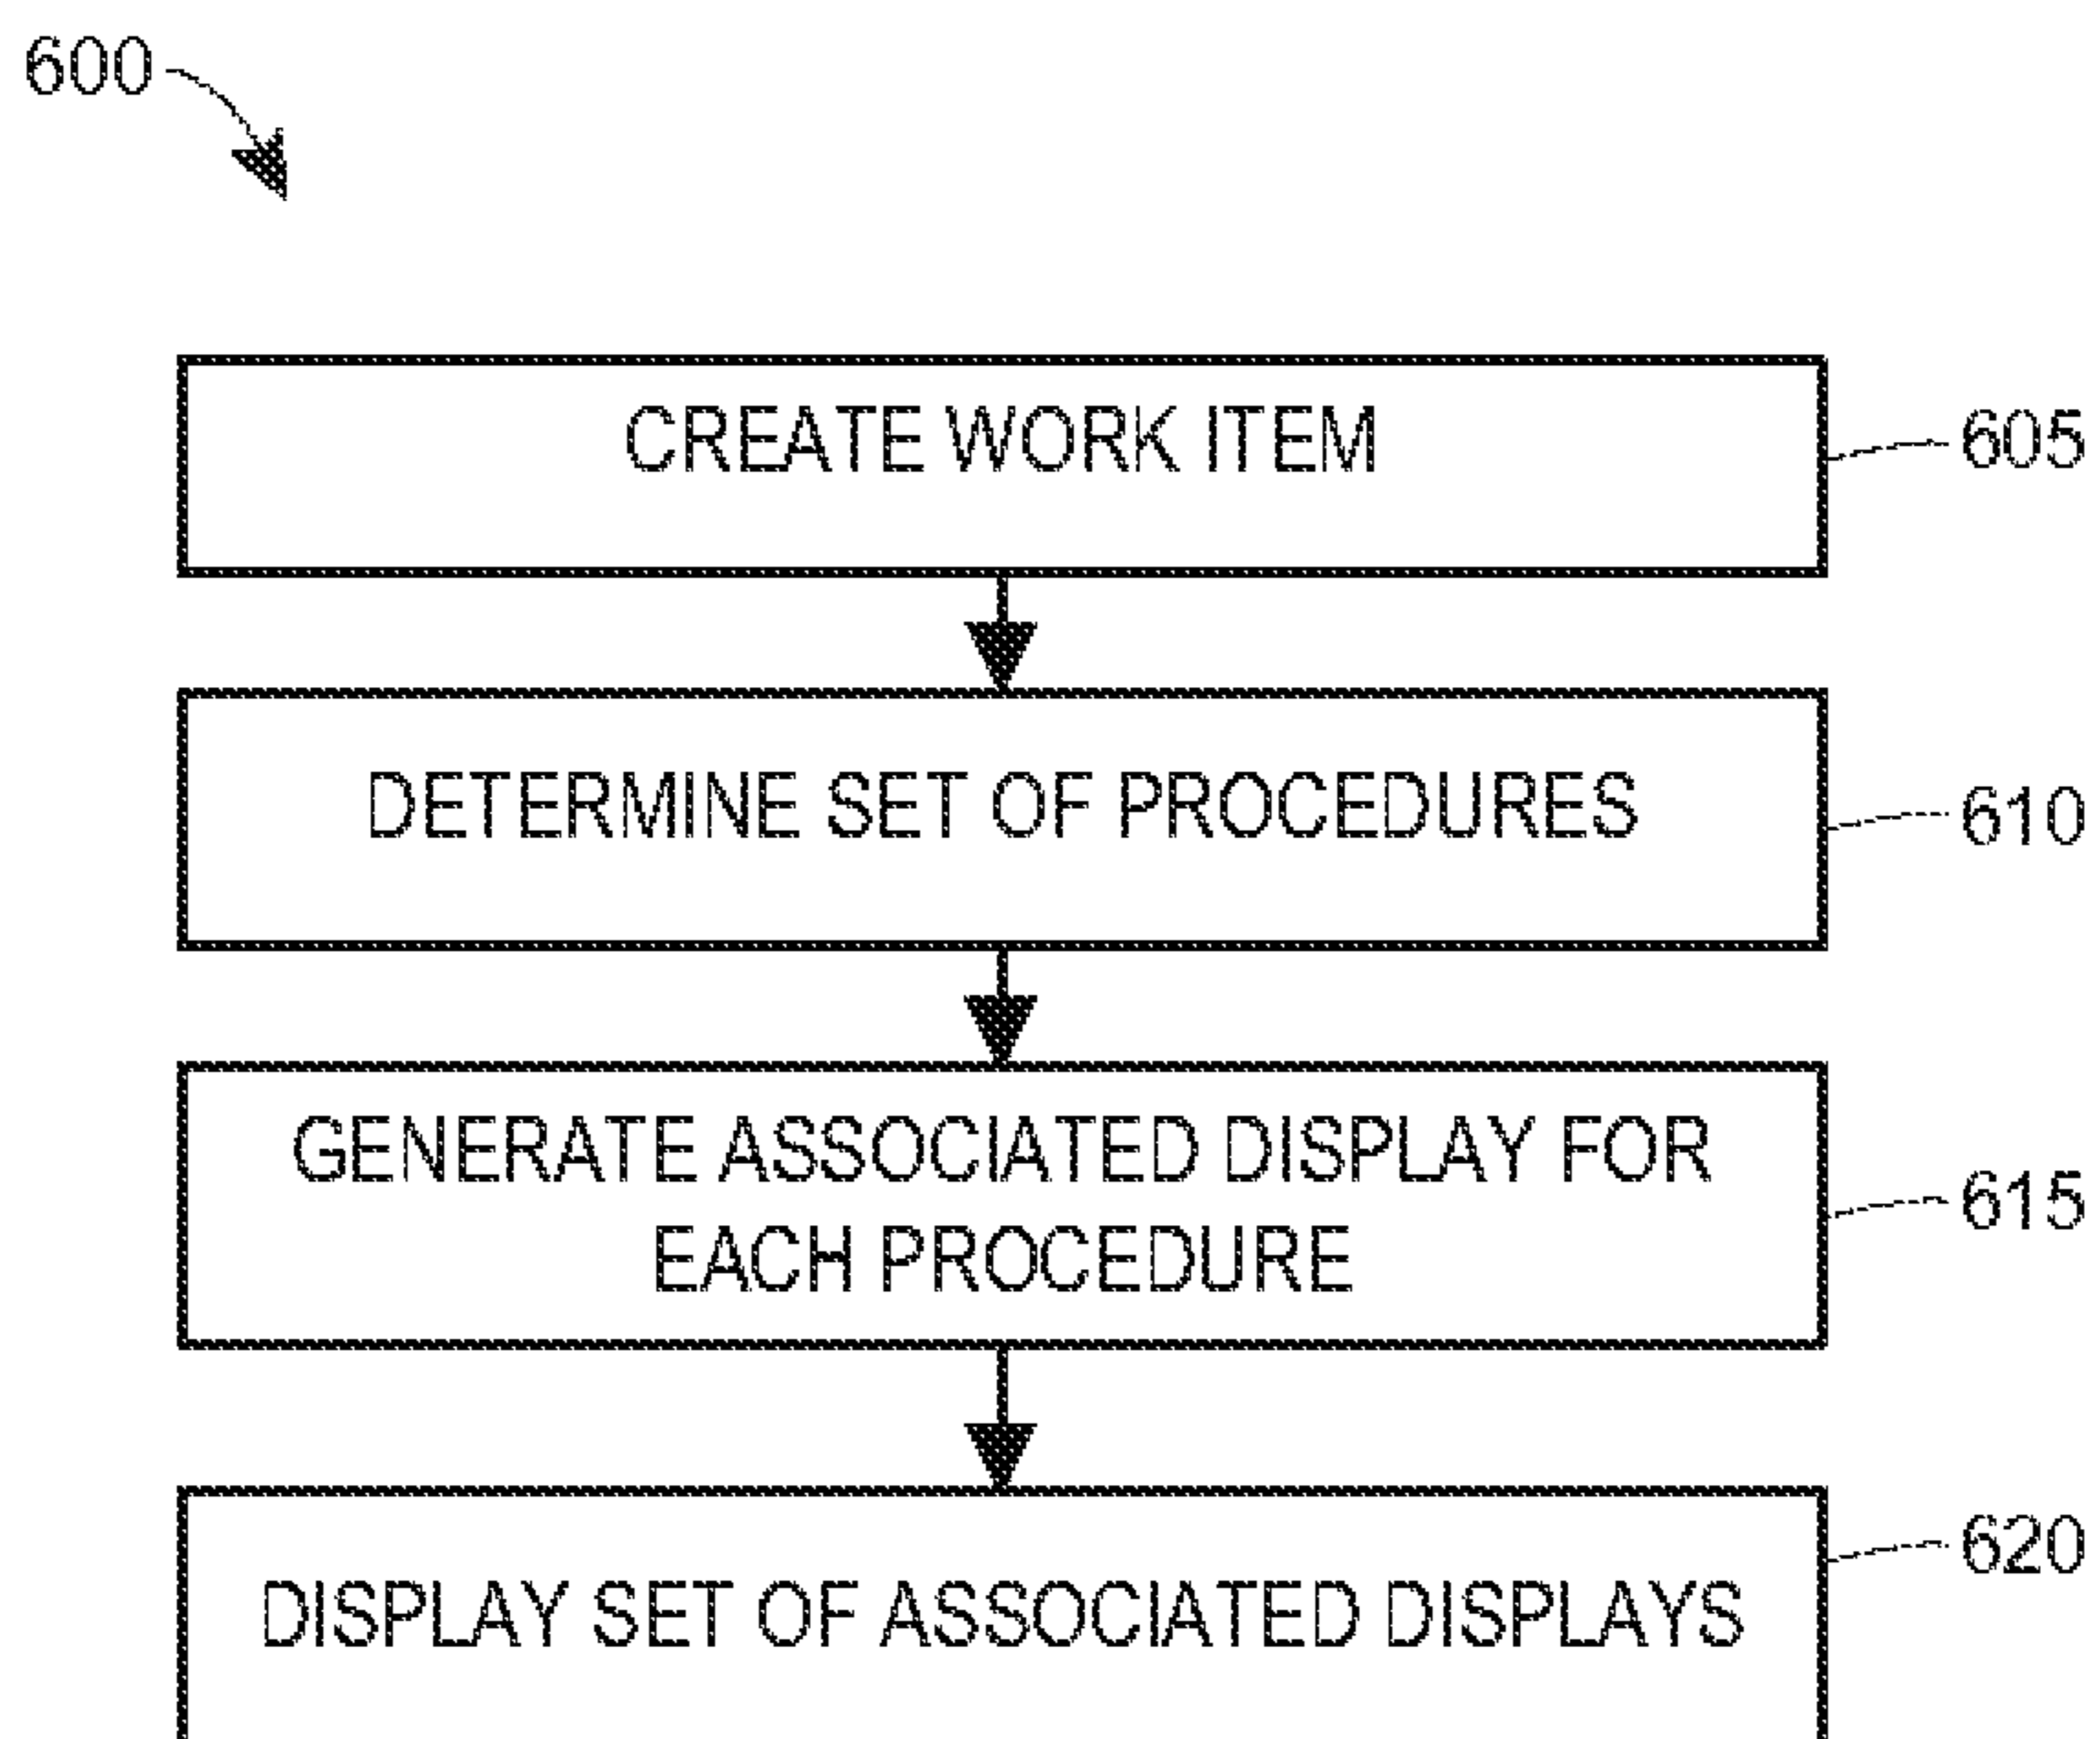 600
CREATE WORK ITEM
605
DETERMINE SET OF PROCEDURES
610
GENERATE ASSOCIATED DISPLAY FOR
EACH PROCEDURE
615
620
DISPLAY SET OF ASSOCIATED DISPLAYS